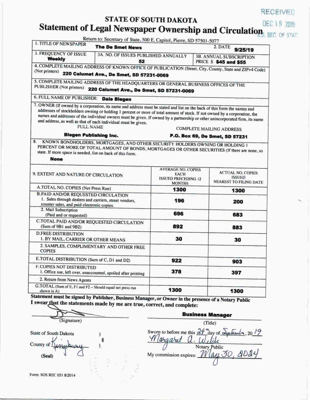 RECEIVED
STATE OF SOUTH DAKOTA
Statement of Legal Newspaper Ownership and Circulation
Return to: Secretary of State, 500 E. Capitol, Pierre, SD 57501-5077
1. TITLE OF NEWSPAPER
The De Smet News
2. DATE
9/25/19
3. FREQUENCY OF ISSUE
Weekly
3A. NO. OF ISSUES PUBLISHED ANNUALLY
52
3B. ANNUAL SUBSCRIPTION
PRICE $ $45 and $55
4. COMPLETE MAILING ADDRESS OF KNOWN OFFICE OF PUBLICATION (Street, City, County, State and ZIP+4 Code)
(Not printers) 220 Calumet Ave., De Smet, SD 57231-0069
5. COMPLETE MAILING ADDRESS OF THE HEADQUARTERS OR GENERAL BUSINESS OFFICES OF THE
PUBLISHER (Not printers) 220 Calumet Ave., De Smet, SD 57231-0069
6. FULL NAME OF PUBLISHER: Dale Blegen
7. OWNER (If owned by a corporation, its name and address must be stated and list on the back of this form the names and
addresses of stockholders owning or holding 1 percent or more of total amount of stock. If not owned by a corporation, the
names and addresses of the individual owners must be given. If owned by a partnership or other unincorporated firm, its name
and address, as well as that of each individual must be given.
FULL NAME
COMPLETE MAILING ADDRESS
Blegen Publishing Inc.
P.O. Box 69, De Smet, SD 57231
8. KNOWN BONDHOLDERS, MORTGAGES, AND OTHER SECURITY HOLDERS OWNING OR HOLDING 1
PERCENT OR MORE OF TOTAL AMOUNT OF BONDS, MORTGAGES OR OTHER SECURITIES (If there are none, so
state. If more space is needed, list on back of this form.
None
9. EXTENT AND NATURE OF CIRCULATION
AVERAGE NO. COPIES
EACH
ISSUED PRECEDING 12
MONTHS
ACTUAL NO. COPIES
ISSUED
NEAREST TO FILING DATE
A. TOTAL NO. COPIES (Net Press Run)
1300
1300
B. PAID AND/OR REQUESTED CIRCULATION
1. Sales through dealers and carriers, street vendors,
counter sales, and paid electronic copies.
196
200
2. Mail Subscription
(Paid and/or requested)
696
683
C. TOTAL PAID AND/OR REQUESTED CIRCULATION
(Sum of 9B1 and 9B2)
892
883
D. FREE DISTRIBUTION
1. BY MAIL, CARRIER OR OTHER MEANS
30
30
2. SAMPLES, COMPLIMENTARY AND OTHER FREE
COPIES
E. TOTAL DISTRIBUTION (Sum of C, D1 and D2)
922
903
F. COPIES NOT DISTRIBUTED
1. Office use, left over, unaccounted, spoiled after printing
378
397
2. Return from News Agents
G. TOTAL (Sum of E, F1 and F2 - Should equal net press run
shown in A)
1300
1300
Statement must be signed by Publisher, Business Manager, or Owner in the presence of a Notary Public
I swear that the statements made by me are true, correct, and complete:
(Signature)
Business Manager
(Title)
State of South Dakota
County of Kingsbury
(Seal)
Sworn to before me this day of September, 2019
Margaret A.
Notary Public
My commission expires: May 30, 2024